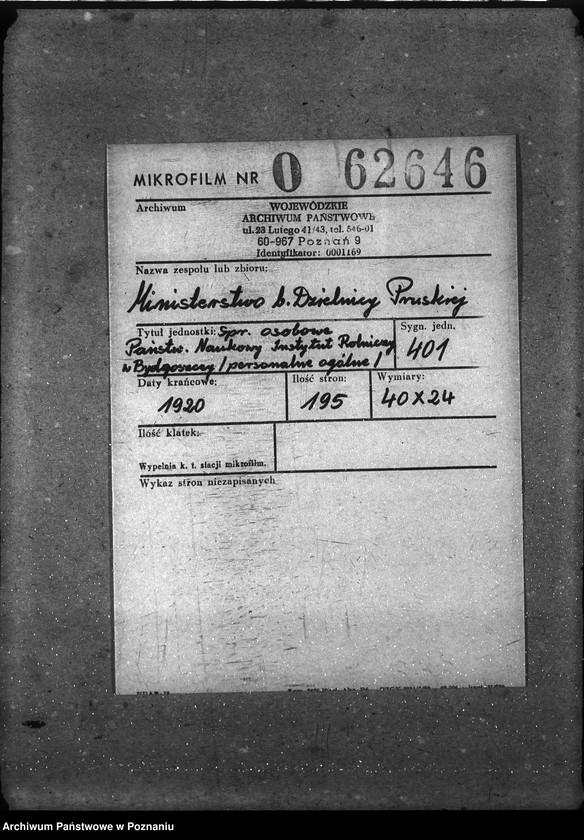 MIKROFILM NR O 62646
Archiwum
WOJEWÓDZKIE
ARCHIWUM PAŃSTWOWE
ul. 23 Lutego 41/43, tel. 546-01
60-967 Poznań 9
Identyfikator: 0001169
Nazwa zespołu lub zbioru:
Ministerstwo b. Dzielnicy Pruskiej
Tytuł jednostki: Spr. osobowe
Państw. Naukowy Instytut Rolniczy
w Bydgoszczy /personalne ogólne/
Sygn. jedn.
401
Daty krańcowe:
1920
Ilość stron:
195
Wymiary:
40x24
Ilość klatek:
Wypełnia k. t. stacji mikrofilm.
Wykaz stron niezapisanych
Archiwum Państwowe w Poznaniu